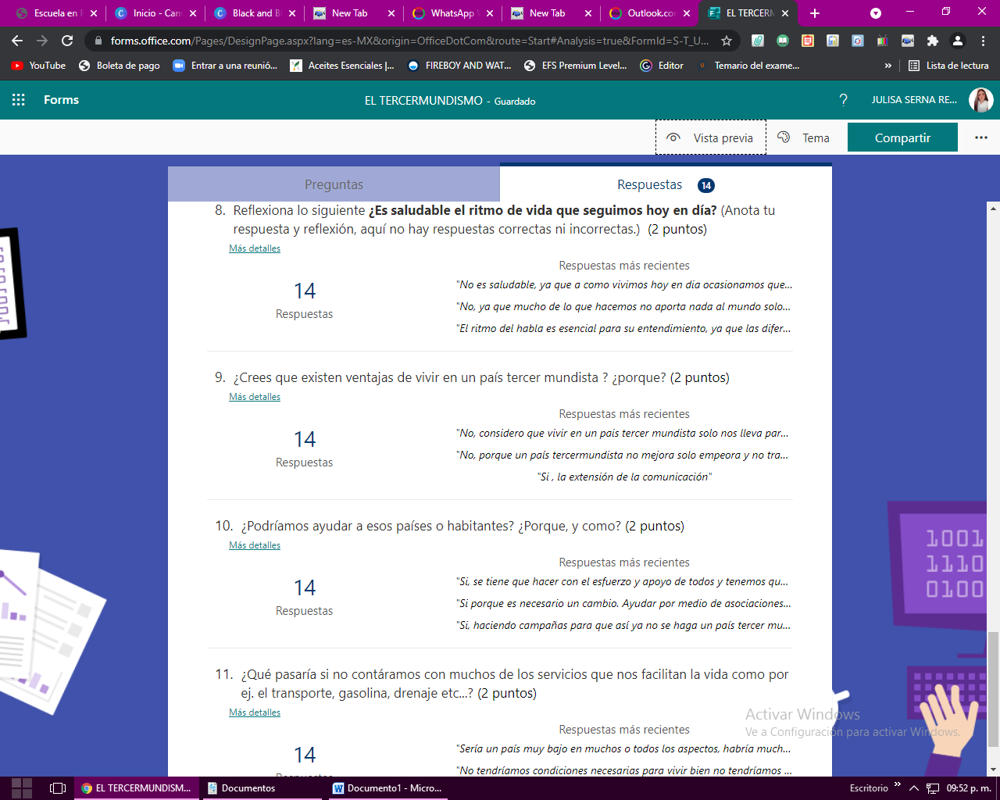 Escuela en F
Inicio - Canv
Black and Bl
New Tab
WhatsApp
New Tab
Outlook.com
EL TERCERM
forms.office.com/Pages/DesignPage.aspx?lang=es-MX&origin=OfficeDotCom&route=Start#Analysis=true&FormId=S-T_U...
YouTube
Boleta de pago
Entrar a una reunió...
Aceites Esenciales |...
FIREBOY AND WAT...
EFS Premium Level...
Editor
Temario del exame...
»
Lista de lectura
Forms
EL TERCERMUNDISMO - Guardado
?
JULISA SERNA RE...
Vista previa
Tema
Compartir
Preguntas
Respuestas 14
8. Reflexiona lo siguiente ¿Es saludable el ritmo de vida que seguimos hoy en día? (Anota tu
respuesta y reflexión, aquí no hay respuestas correctas ni incorrectas.) (2 puntos)
Más detalles
Respuestas más recientes
14
Respuestas
"No es saludable, ya que a como vivimos hoy en dia ocasionamos que...
"No, ya que mucho de lo que hacemos no aporta nada al mundo solo...
"El ritmo del habla es esencial para su entendimiento, ya que las difer...
9. ¿Crees que existen ventajas de vivir en un país tercer mundista ? ¿porque? (2 puntos)
Más detalles
Respuestas más recientes
14
Respuestas
"No, considero que vivir en un pais tercer mundista solo nos lleva par...
"No, porque un país tercermundista no mejora solo empeora y no tra...
"Si , la extensión de la comunicación"
10. ¿Podríamos ayudar a esos países o habitantes? ¿Porque, y como? (2 puntos)
Más detalles
Respuestas más recientes
14
Respuestas
"Si, se tiene que hacer con el esfuerzo y apoyo de todos y tenemos qu...
"Si porque es necesario un cambio. Ayudar por medio de asociaciones...
"Si, haciendo campañas para que así ya no se haga un país tercer mu...
11. ¿Qué pasaría si no contáramos con muchos de los servicios que nos facilitan la vida como por
ej. el transporte, gasolina, drenaje etc...? (2 puntos)
Más detalles
Respuestas más recientes
14
Respuestas
"Sería un país muy bajo en muchos o todos los aspectos, habría much...
"No tendríamos condiciones necesarias para vivir bien no tendríamos ...
1001
1110
0100
Activar Windows
Ve a Configuración para activar Windows.
EL TERCERMUNDISM...
Documentos
Documento1 - Micro...
Escritorio
»
09:52 p. m.